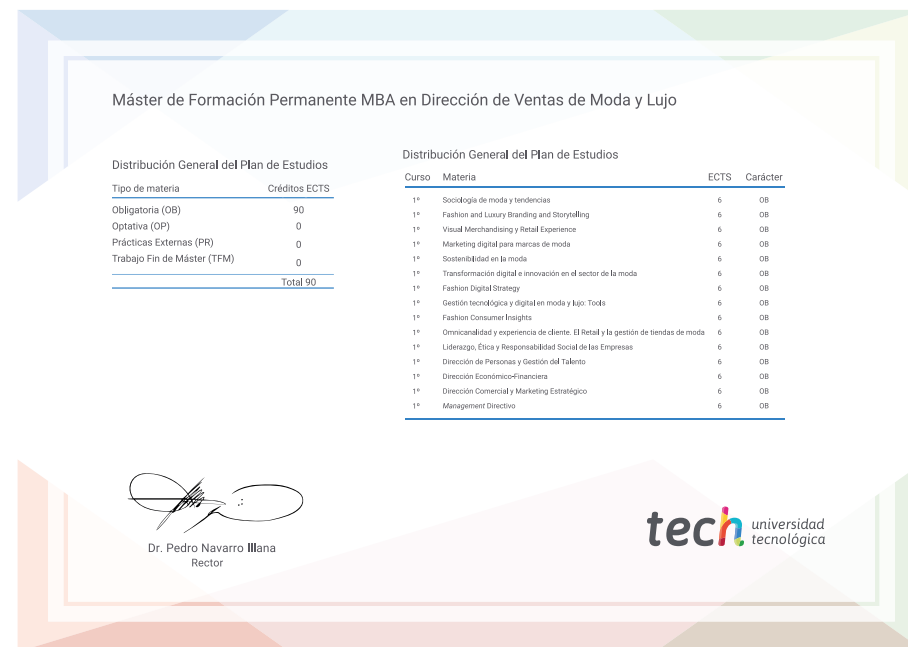 Máster de Formación Permanente MBA en Dirección de Ventas de Moda y Lujo
Distribución General del Plan de Estudios
Tipo de materia Créditos ECTS
Obligatoria (OB) 90
Optativa (OP) 0
Prácticas Externas (PR) 0
Trabajo Fin de Máster (TFM) 0
Total 90
Distribución General del Plan de Estudios
Curso Materia ECTS Carácter
1º Sociología de moda y tendencias 6 OB
1º Fashion and Luxury Branding and Storytelling 6 OB
1º Visual Merchandising y Retail Experience 6 OB
1º Marketing digital para marcas de moda 6 OB
1º Sostenibilidad en la moda 6 OB
1º Transformación digital e innovación en el sector de la moda 6 OB
1º Fashion Digital Strategy 6 OB
1º Gestión tecnológica y digital en moda y lujo: Tools 6 OB
1º Fashion Consumer Insights 6 OB
1º Omnicanalidad y experiencia de cliente. El Retail y la gestión de tiendas de moda 6 OB
1º Liderazgo, Ética y Responsabilidad Social de las Empresas 6 OB
1º Dirección de Personas y Gestión del Talento 6 OB
1º Dirección Económico-Financiera 6 OB
1º Dirección Comercial y Marketing Estratégico 6 OB
1º Management Directivo 6 OB
Dr. Pedro Navarro Illana
Rector
tech universidad
tecnológica